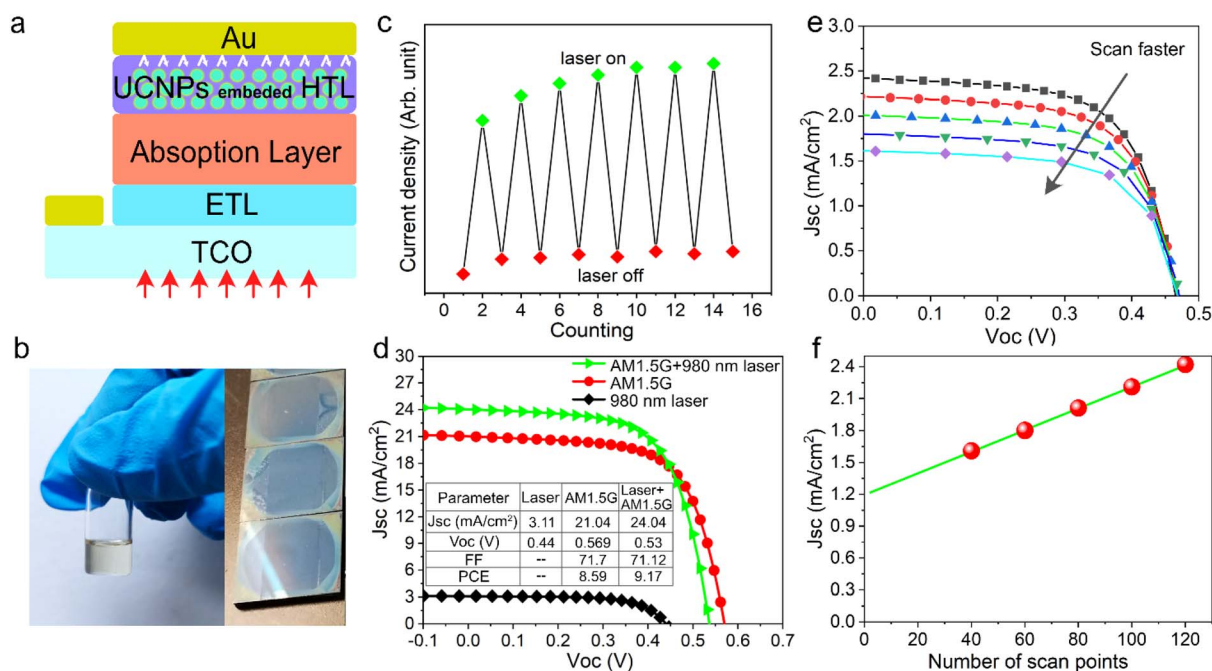 a
Au
UCNPs embeded HTL
Absoption Layer
ETL
TCO
b
c
Current density (Arb. unit)
laser on
laser off
2 4 6 8 10 12 14 16
Counting
d
Jsc (mA/cm²)
30
27
24
21
18
15
12
9
6
3
0
AM1.5G+980 nm laser
AM1.5G
980 nm laser
Parameter Laser AM1.5G Laser+ AM1.5G
Jsc (mA/cm²) 3.11 21.04 24.04
Voc (V) 0.44 0.569 0.53
FF -- 71.7 71.12
PCE -- 8.59 9.17
-0.1 0.0 0.1 0.2 0.3 0.4 0.5 0.6 0.7
Voc (V)
e
Jsc (mA/cm²)
3.0
2.5
2.0
1.5
1.0
0.5
0.0
Scan faster
0.0 0.1 0.2 0.3 0.4 0.5
Voc (V)
f
Jsc (mA/cm²)
2.4
2.1
1.8
1.5
1.2
0.9
0 20 40 60 80 100 120
Number of scan points